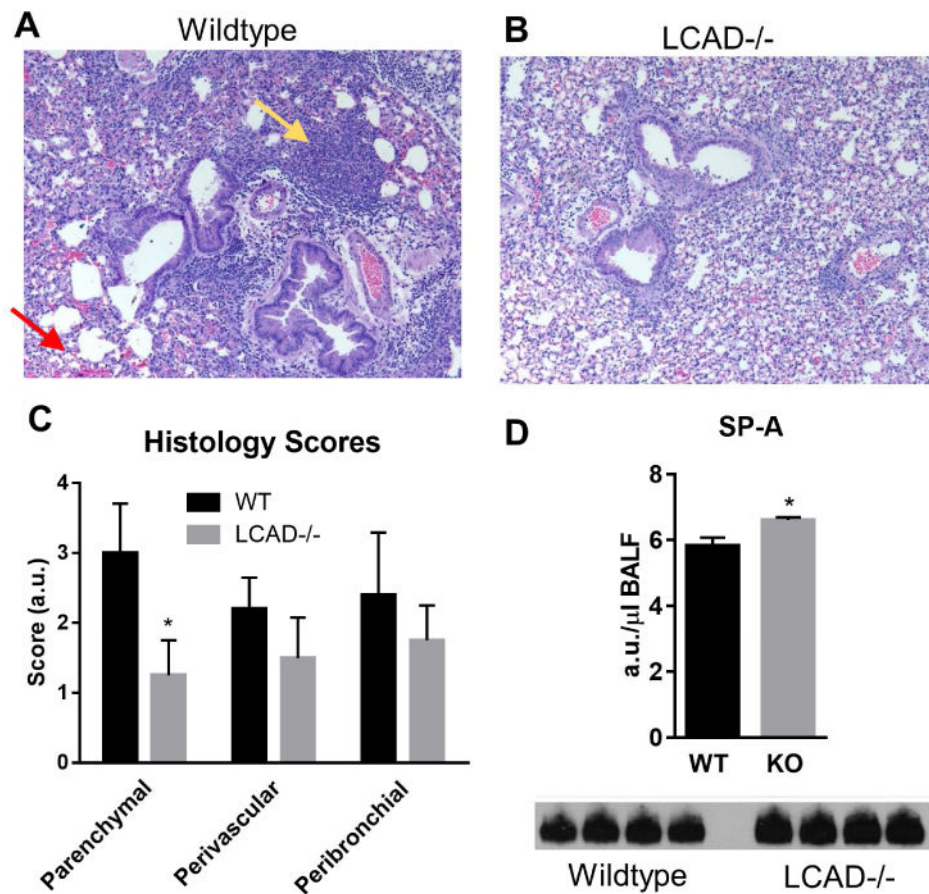 A
Wildtype
B
LCAD-/-
C
Histology Scores
4
3
2
1
0
Score (a.u.)
WT
LCAD-/-
*
Parenchymal
Perivascular
Peribronchial
D
SP-A
8
6
4
2
0
a.u./µl BALF
*
WT
KO
Wildtype
LCAD-/-